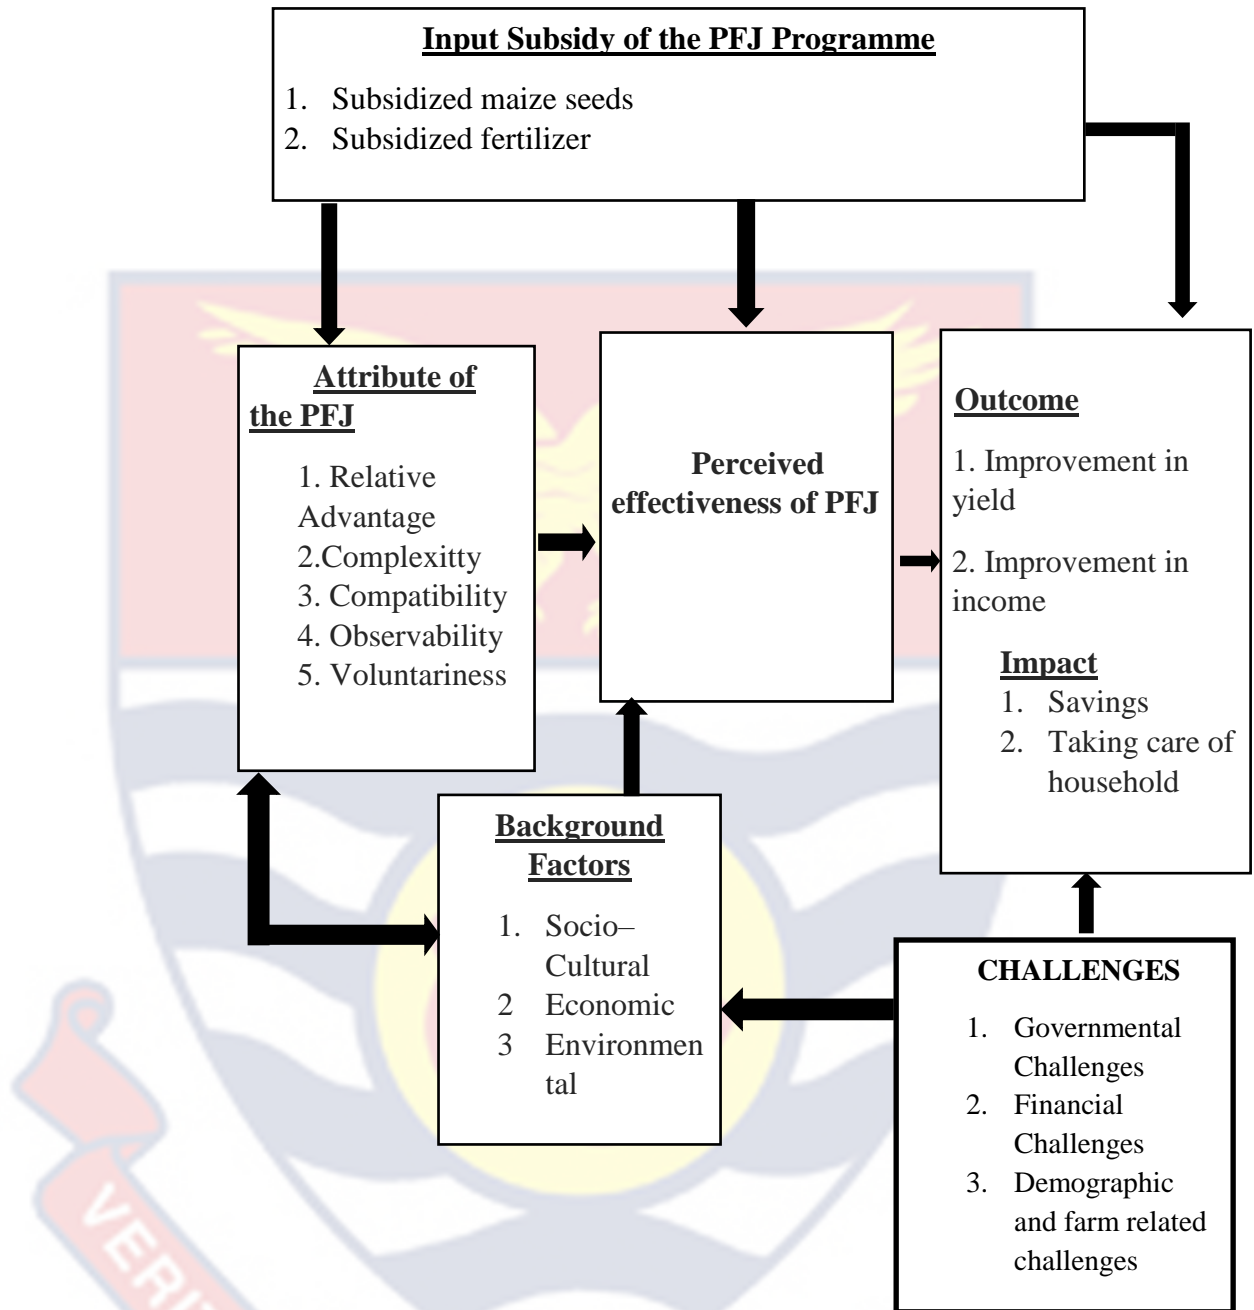 Input Subsidy of the PFJ Programme
1. Subsidized maize seeds
2. Subsidized fertilizer
Attribute of
the PFJ
1. Relative
Advantage
2.Complexitty
3. Compatibility
4. Observability
5. Voluntariness
Perceived
effectiveness of PFJ
Outcome
1. Improvement in
yield
2. Improvement in
income
Impact
1. Savings
2. Taking care of
household
Background
Factors
1. Socio–
Cultural
2 Economic
3 Environmen
tal
CHALLENGES
1. Governmental
Challenges
2. Financial
Challenges
3. Demographic
and farm related
challenges
VERI